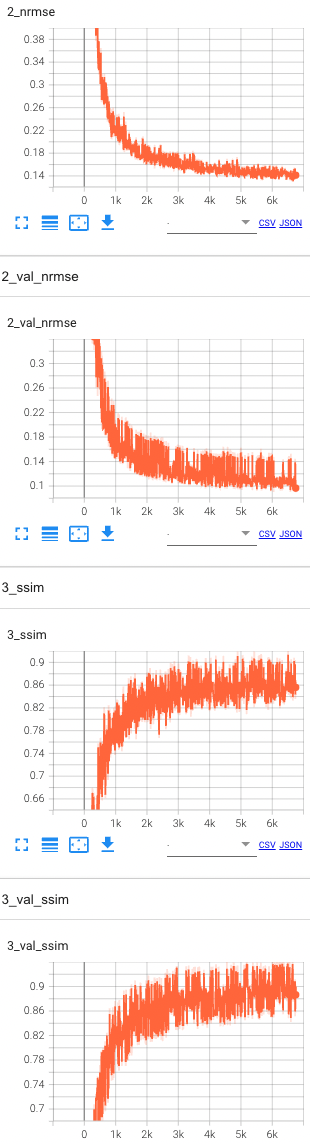 2_nrmse
0.38
0.34
0.3
0.26
0.22
0.18
0.14
0 1k 2k 3k 4k 5k 6k
. CSV JSON
2_val_nrmse
2_val_nrmse
0.3
0.26
0.22
0.18
0.14
0.1
0 1k 2k 3k 4k 5k 6k
. CSV JSON
3_ssim
3_ssim
0.9
0.86
0.82
0.78
0.74
0.7
0.66
0 1k 2k 3k 4k 5k 6k
. CSV JSON
3_val_ssim
3_val_ssim
0.9
0.86
0.82
0.78
0.74
0.7
0 1k 2k 3k 4k 5k 6k